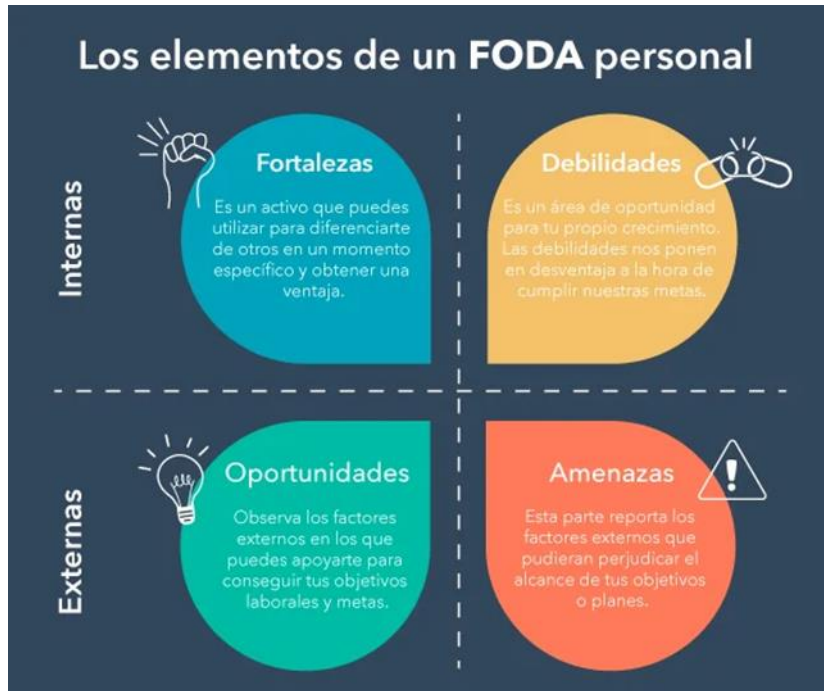 Los elementos de un FODA personal
Internas
Fortalezas
Es un activo que puedes
utilizar para diferenciarte
de otros en un momento
específico y obtener una
ventaja.
Debilidades
Es un área de oportunidad
para tu propio crecimiento.
Las debilidades nos ponen
en desventaja a la hora de
cumplir nuestras metas.
Externas
Oportunidades
Observa los factores
externos en los que
puedes apoyarte para
conseguir tus objetivos
laborales y metas.
Amenazas
Esta parte reporta los
factores externos que
pudieran perjudicar el
alcance de tus objetivos
o planes.